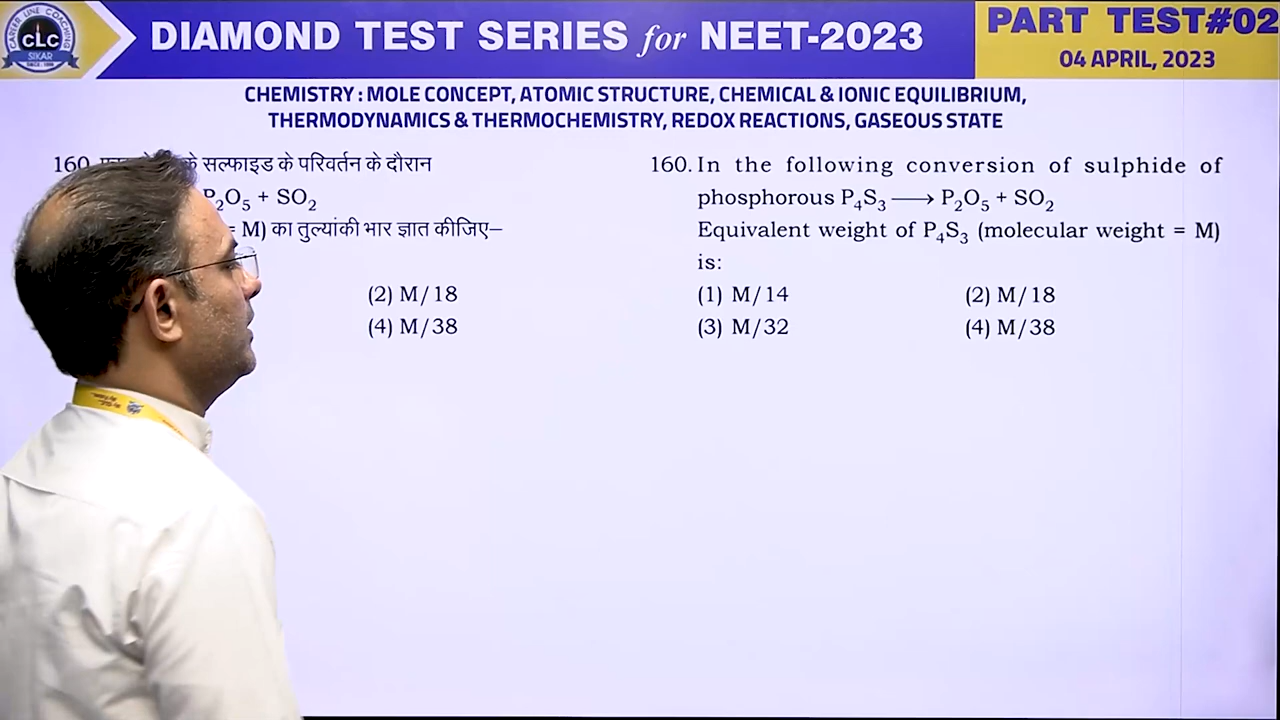 CAREER LINE COACHING
CLC
SIKAR
SINCE : 1996
DIAMOND TEST SERIES for NEET-2023
PART TEST#02
04 APRIL, 2023
CHEMISTRY : MOLE CONCEPT, ATOMIC STRUCTURE, CHEMICAL & IONIC EQUILIBRIUM,
THERMODYNAMICS & THERMOCHEMISTRY, REDOX REACTIONS, GASEOUS STATE
160. के सल्फाइड के परिवर्तन के दौरान
P₂O₅ + SO₂
= M) का तुल्यांकी भार ज्ञात कीजिए–
(2) M/18
(4) M/38
160. In the following conversion of sulphide of
phosphorous P₄S₃ ⟶ P₂O₅ + SO₂
Equivalent weight of P₄S₃ (molecular weight = M)
is:
(1) M/14 (2) M/18
(3) M/32 (4) M/38